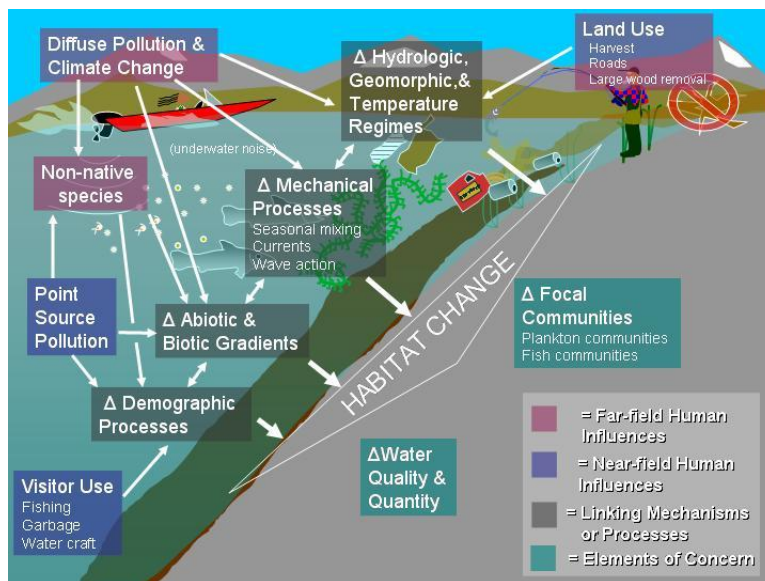 Diffuse Pollution &
Climate Change
Δ Hydrologic,
Geomorphic,&
Temperature
Regimes
Land Use
Harvest
Roads
Large wood removal
(underwater noise)
Non-native
species
Δ Mechanical
Processes
Seasonal mixing
Currents
Wave action
Point
Source
Pollution
Δ Abiotic &
Biotic Gradients
HABITAT CHANGE
Δ Focal
Communities
Plankton communities
Fish communities
Δ Demographic
Processes
ΔWater
Quality &
Quantity
Visitor Use
Fishing
Garbage
Water craft
= Far-field Human
Influences
= Near-field Human
Influences
= Linking Mechanisms
or Processes
= Elements of Concern